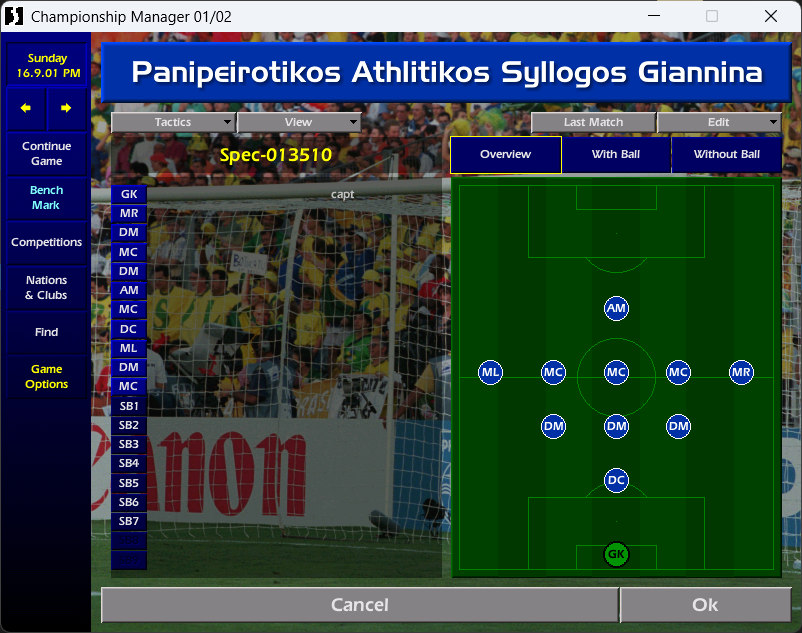 Championship Manager 01/02
Sunday
16.9.01 PM
Continue
Game
Bench
Mark
Competitions
Nations
& Clubs
Find
Game
Options
Panipeirotikos Athlitikos Syllogos Giannina
Tactics
View
Last Match
Edit
Spec-013510
Overview
With Ball
Without Ball
GK capt
MR
DM
MC
DM
AM
MC
DC
ML
DM
MC
SB1
SB2
SB3
SB4
SB5
SB6
SB7
AM
ML MC MC MC MR
DM DM DM
DC
GK
Canon
Cancel
Ok